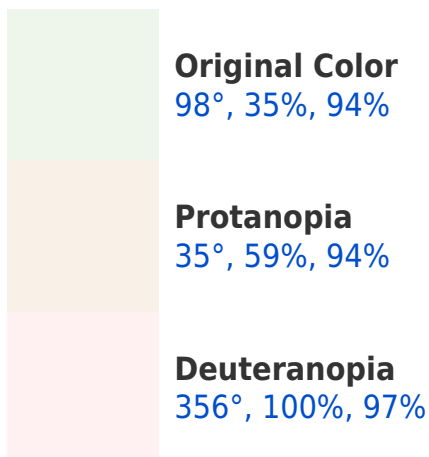 Original Color
98°, 35%, 94%
Protanopia
35°, 59%, 94%
Deuteranopia
356°, 100%, 97%